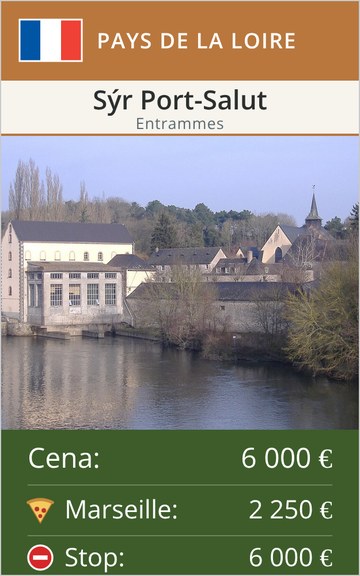 PAYS DE LA LOIRE
Sýr Port-Salut
Entrammes
Cena: 6 000 €
Marseille: 2 250 €
Stop: 6 000 €